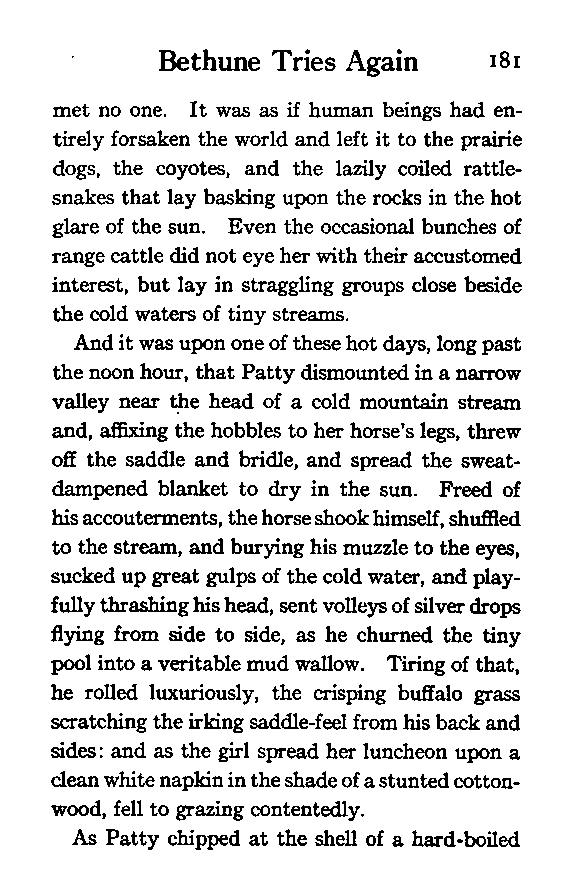 Bethune Tries Again 181
met no one. It was as if human beings had en-
tirely forsaken the world and left it to the prairie
dogs, the coyotes, and the lazily coiled rattle-
snakes that lay basking upon the rocks in the hot
glare of the sun. Even the occasional bunches of
range cattle did not eye her with their accustomed
interest, but lay in straggling groups close beside
the cold waters of tiny streams.
And it was upon one of these hot days, long past
the noon hour, that Patty dismounted in a narrow
valley near the head of a cold mountain stream
and, affixing the hobbles to her horse's legs, threw
off the saddle and bridle, and spread the sweat-
dampened blanket to dry in the sun. Freed of
his accouterments, the horse shook himself, shuffled
to the stream, and burying his muzzle to the eyes,
sucked up great gulps of the cold water, and play-
fully thrashing his head, sent volleys of silver drops
flying from side to side, as he churned the tiny
pool into a veritable mud wallow. Tiring of that,
he rolled luxuriously, the crisping buffalo grass
scratching the irking saddle-feel from his back and
sides: and as the girl spread her luncheon upon a
clean white napkin in the shade of a stunted cotton-
wood, fell to grazing contentedly.
As Patty chipped at the shell of a hard-boiled